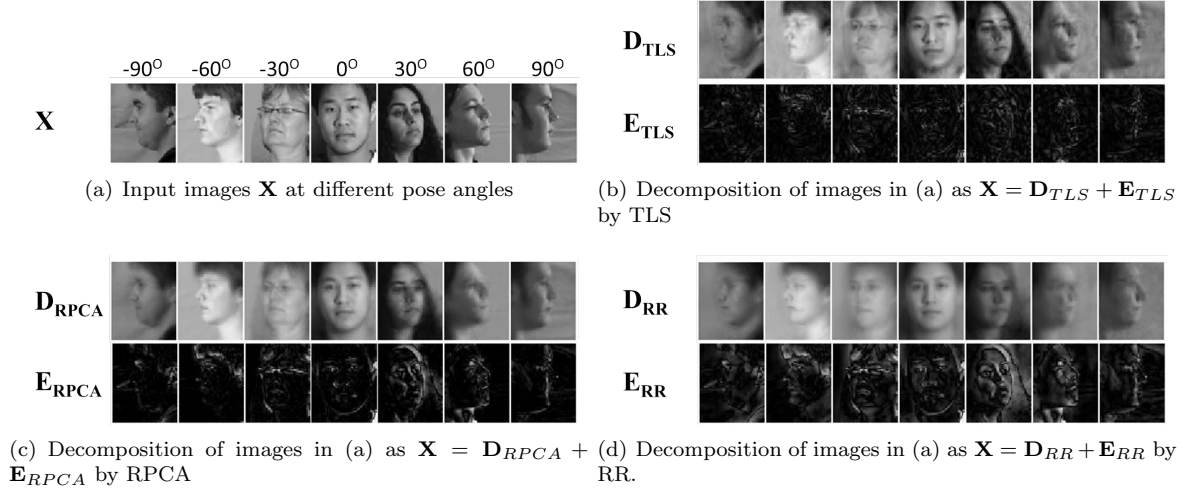 -90° -60° -30° 0° 30° 60° 90°
X
(a) Input images X at different pose angles
D_TLS
E_TLS
(b) Decomposition of images in (a) as X = D_TLS + E_TLS
by TLS
D_RPCA
E_RPCA
(c) Decomposition of images in (a) as X = D_RPCA +
E_RPCA by RPCA
D_RR
E_RR
(d) Decomposition of images in (a) as X = D_RR + E_RR by
RR.